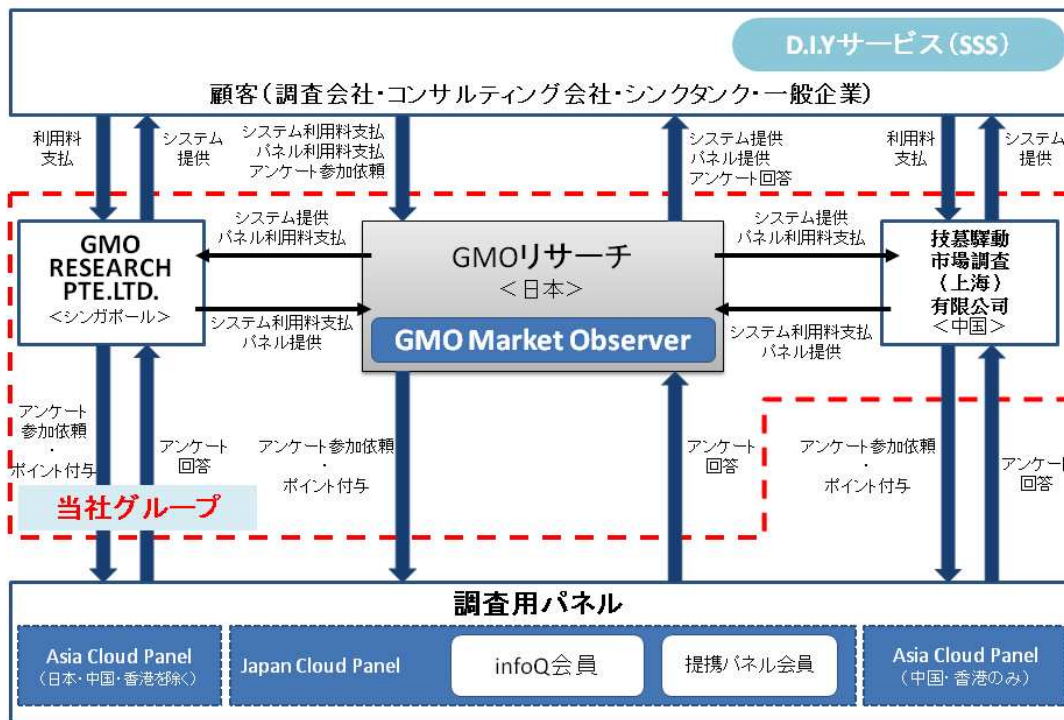 D.I.Yサービス(SSS)
顧客(調査会社・コンサルティング会社・シンクタンク・一般企業)
利用料
支払
システム
提供
システム利用料支払
パネル利用料支払
アンケート参加依頼
システム提供
パネル提供
アンケート回答
利用料
支払
システム
提供
GMO
RESEARCH
PTE.LTD.
<シンガポール>
システム提供
パネル利用料支払
システム利用料支払
パネル提供
GMOリサーチ
<日本>
GMO Market Observer
システム提供
パネル利用料支払
システム利用料支払
パネル提供
技慕驛動
市場調査
(上海)
有限公司
<中国>
アンケート
参加依頼
・
ポイント付与
アンケート
回答
アンケート参加依頼
・
ポイント付与
アンケート
回答
アンケート参加依頼
・
ポイント付与
アンケート
回答
当社グループ
調査用パネル
Asia Cloud Panel
(日本・中国・香港を除く)
Japan Cloud Panel
infoQ会員
提携パネル会員
Asia Cloud Panel
(中国・香港のみ)